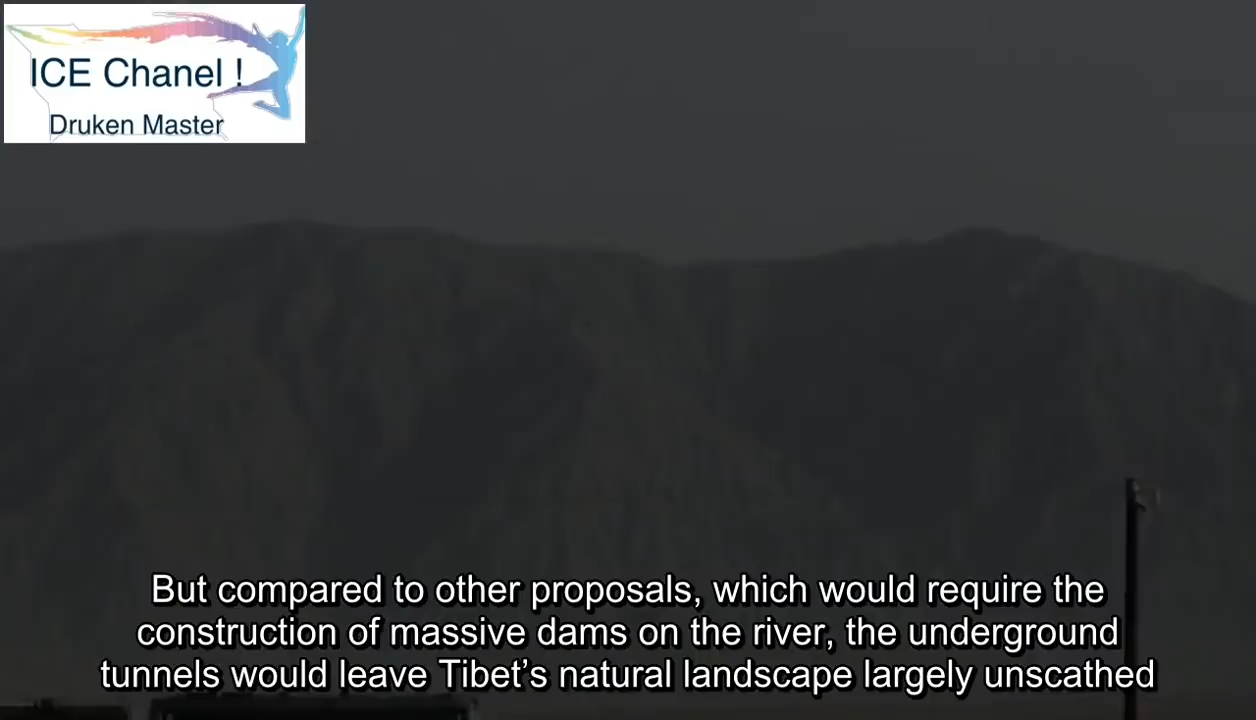 ICE Chanel !
Druken Master
But compared to other proposals, which would require the
construction of massive dams on the river, the underground
tunnels would leave Tibet’s natural landscape largely unscathed